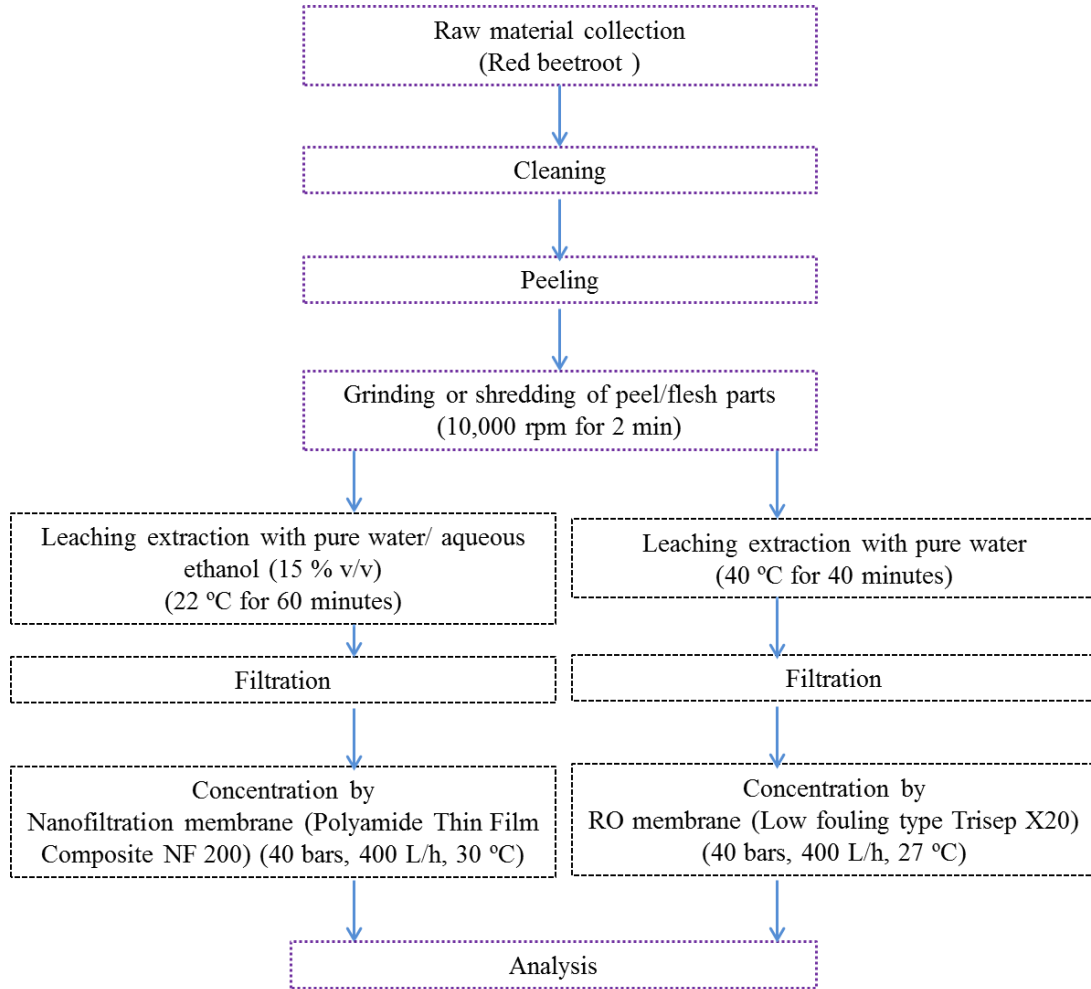 Raw material collection
(Red beetroot )
Cleaning
Peeling
Grinding or shredding of peel/flesh parts
(10,000 rpm for 2 min)
Leaching extraction with pure water/ aqueous
ethanol (15 % v/v)
(22 ºC for 60 minutes)
Filtration
Concentration by
Nanofiltration membrane (Polyamide Thin Film
Composite NF 200) (40 bars, 400 L/h, 30 ºC)
Leaching extraction with pure water
(40 ºC for 40 minutes)
Filtration
Concentration by
RO membrane (Low fouling type Trisep X20)
(40 bars, 400 L/h, 27 ºC)
Analysis